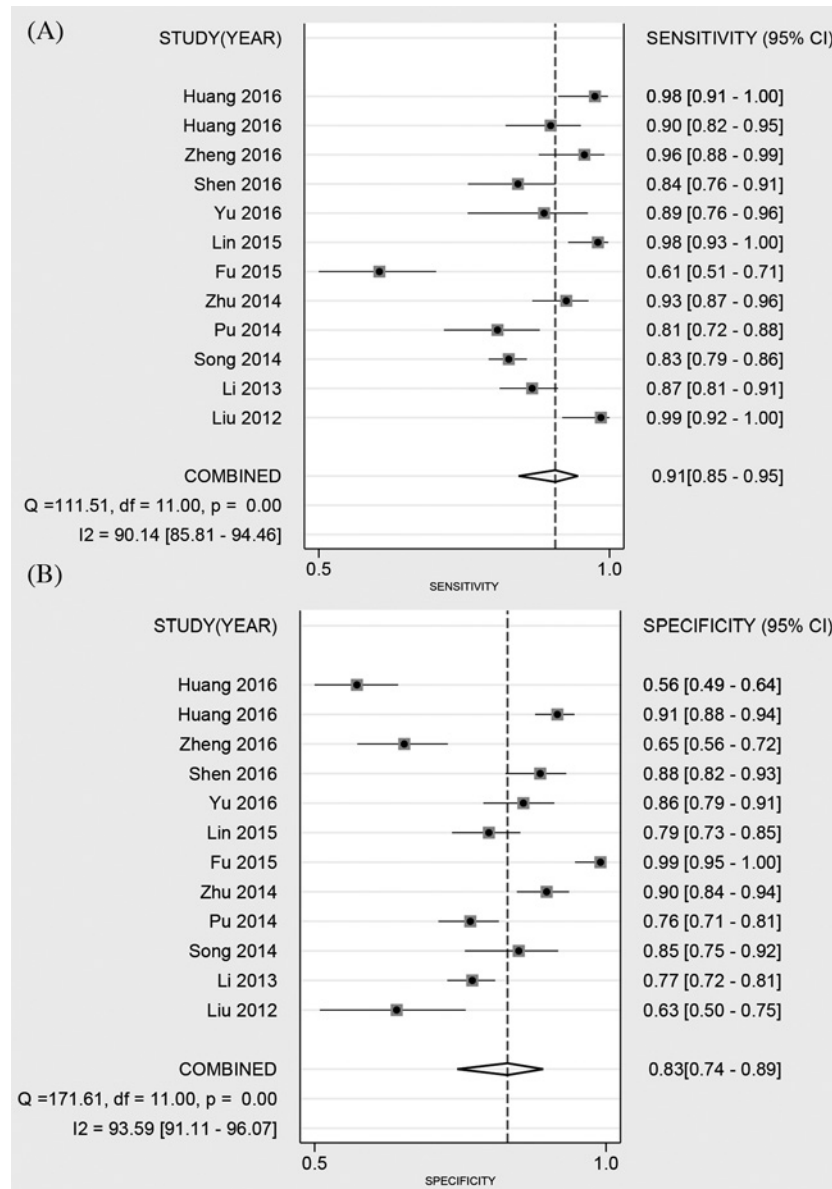 (A)
STUDY(YEAR) SENSITIVITY (95% CI)
Huang 2016 0.98 [0.91 - 1.00]
Huang 2016 0.90 [0.82 - 0.95]
Zheng 2016 0.96 [0.88 - 0.99]
Shen 2016 0.84 [0.76 - 0.91]
Yu 2016 0.89 [0.76 - 0.96]
Lin 2015 0.98 [0.93 - 1.00]
Fu 2015 0.61 [0.51 - 0.71]
Zhu 2014 0.93 [0.87 - 0.96]
Pu 2014 0.81 [0.72 - 0.88]
Song 2014 0.83 [0.79 - 0.86]
Li 2013 0.87 [0.81 - 0.91]
Liu 2012 0.99 [0.92 - 1.00]
COMBINED 0.91[0.85 - 0.95]
Q =111.51, df = 11.00, p = 0.00
I2 = 90.14 [85.81 - 94.46]
0.5 1.0
SENSITIVITY
(B)
STUDY(YEAR) SPECIFICITY (95% CI)
Huang 2016 0.56 [0.49 - 0.64]
Huang 2016 0.91 [0.88 - 0.94]
Zheng 2016 0.65 [0.56 - 0.72]
Shen 2016 0.88 [0.82 - 0.93]
Yu 2016 0.86 [0.79 - 0.91]
Lin 2015 0.79 [0.73 - 0.85]
Fu 2015 0.99 [0.95 - 1.00]
Zhu 2014 0.90 [0.84 - 0.94]
Pu 2014 0.76 [0.71 - 0.81]
Song 2014 0.85 [0.75 - 0.92]
Li 2013 0.77 [0.72 - 0.81]
Liu 2012 0.63 [0.50 - 0.75]
COMBINED 0.83[0.74 - 0.89]
Q =171.61, df = 11.00, p = 0.00
I2 = 93.59 [91.11 - 96.07]
0.5 1.0
SPECIFICITY